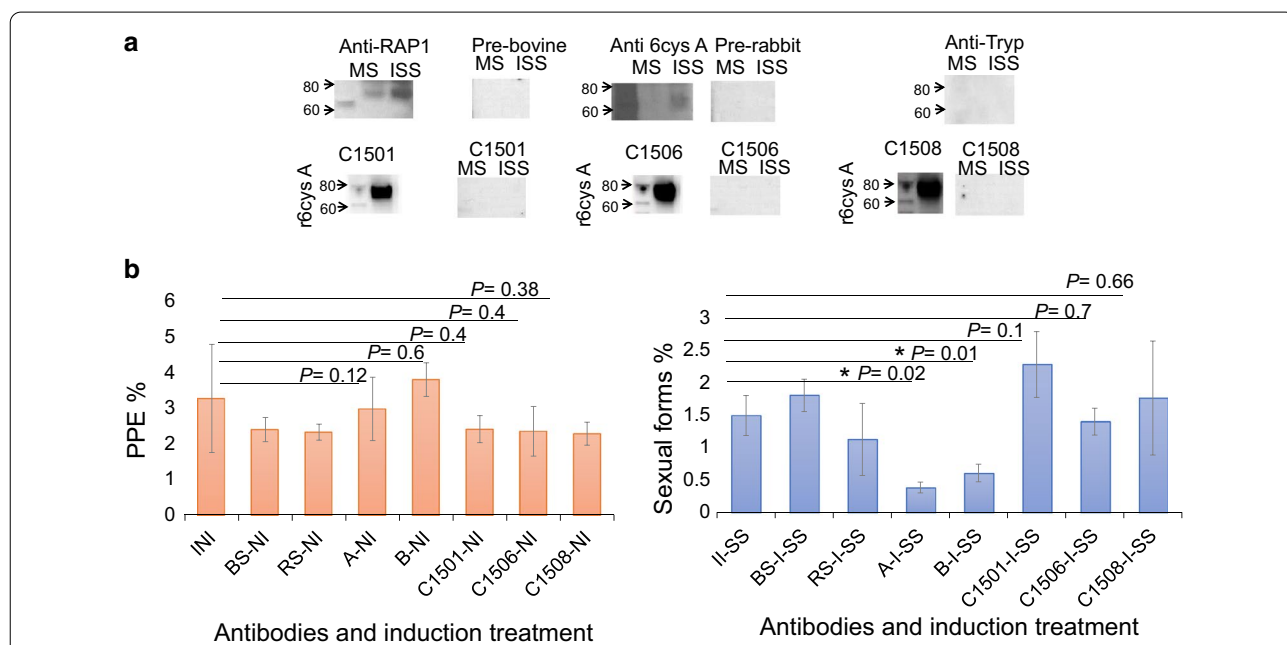 a
Anti-RAP1 Pre-bovine Anti 6cys A Pre-rabbit Anti-Tryp
MS ISS MS ISS MS ISS MS ISS MS ISS
80 80 80
60 60 60
C1501 C1501 C1506 C1506 C1508 C1508
MS ISS MS ISS MS ISS
r6cys A 80 r6cys A 80 r6cys A 80
60 60 60
b
P= 0.38
P= 0.4
P= 0.4
P= 0.6
P= 0.12
6
5
4
3
2
1
0
PPE %
INI BS-NI RS-NI A-NI B-NI C1501-NI C1506-NI C1508-NI
Antibodies and induction treatment
P= 0.66
P= 0.7
P= 0.1
* P= 0.01
* P= 0.02
3
2.5
2
1.5
1
0.5
0
Sexual forms %
II-SS BS-I-SS RS-I-SS A-I-SS B-I-SS C1501-I-SS C1506-I-SS C1508-I-SS
Antibodies and induction treatment